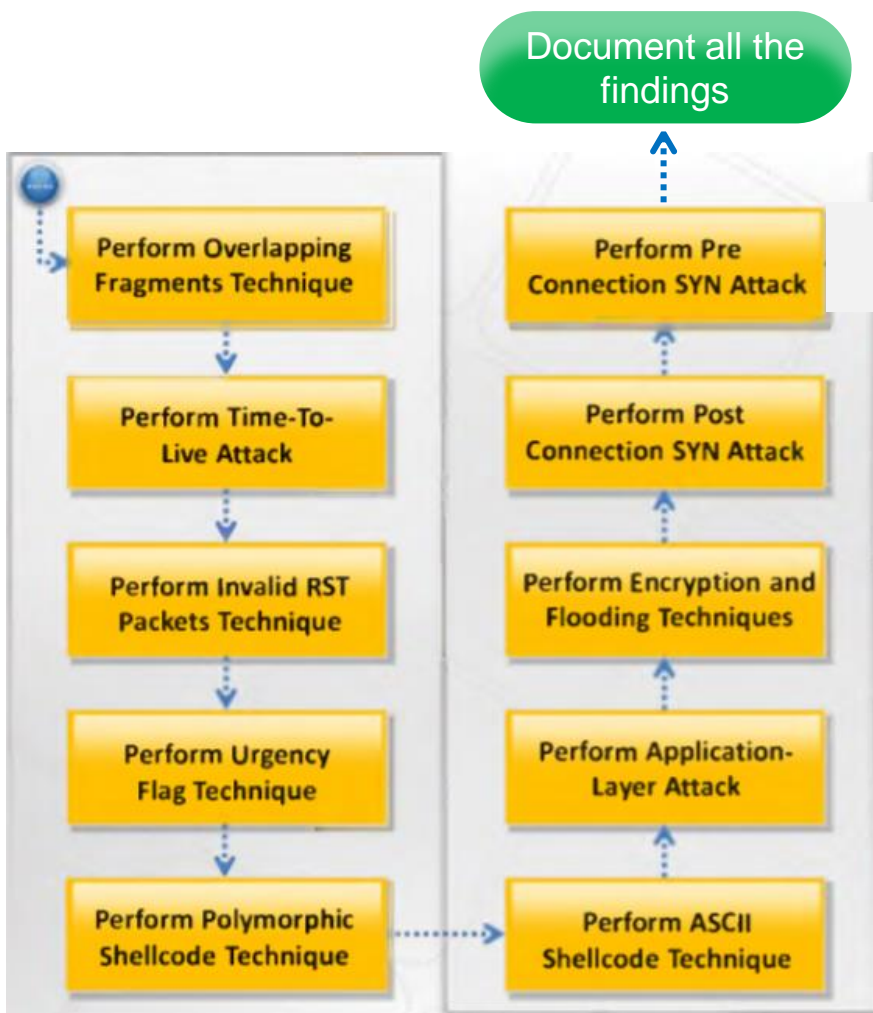 Document all the
findings
Perform Overlapping
Fragments Technique
Perform Time-To-
Live Attack
Perform Invalid RST
Packets Technique
Perform Urgency
Flag Technique
Perform Polymorphic
Shellcode Technique
Perform ASCII
Shellcode Technique
Perform Application-
Layer Attack
Perform Encryption and
Flooding Techniques
Perform Post
Connection SYN Attack
Perform Pre
Connection SYN Attack